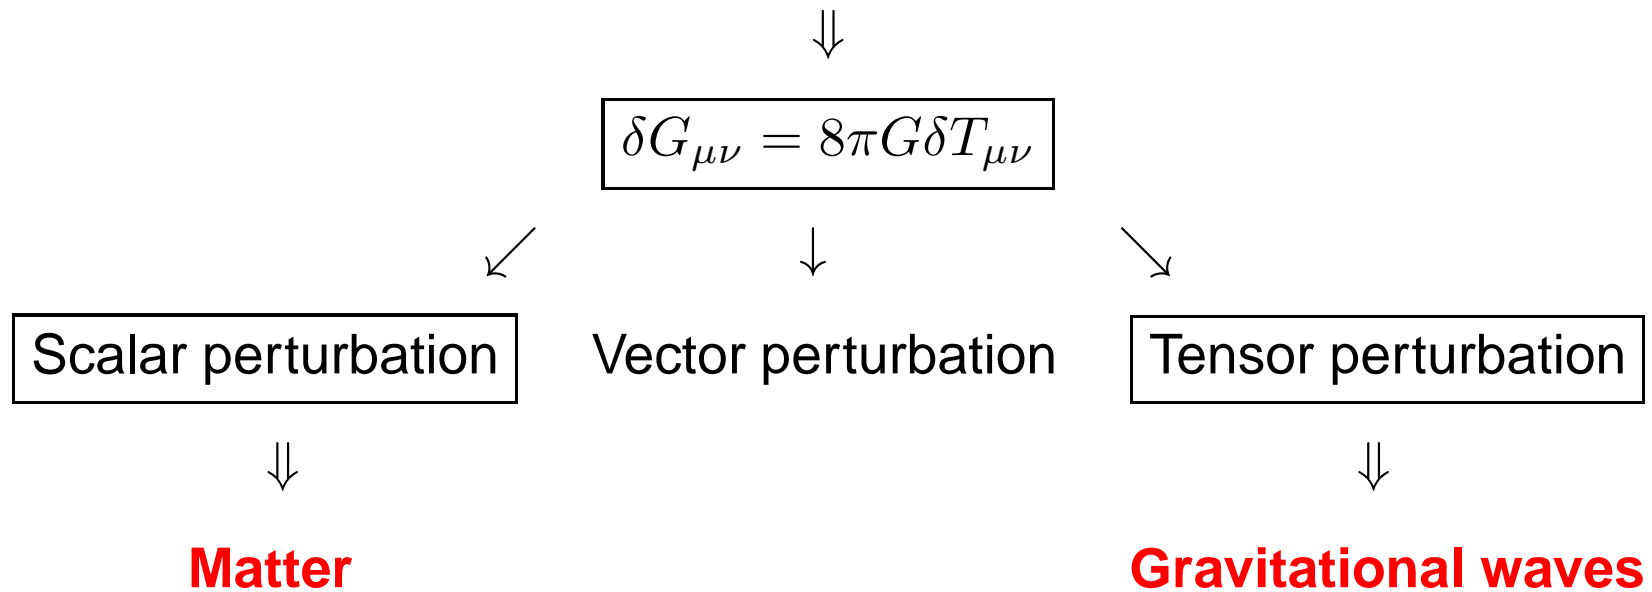 ⇓
δG_{μν} = 8πGδT_{μν}
↙ ↓ ↘
Scalar perturbation Vector perturbation Tensor perturbation
⇓ ⇓
Matter Gravitational waves